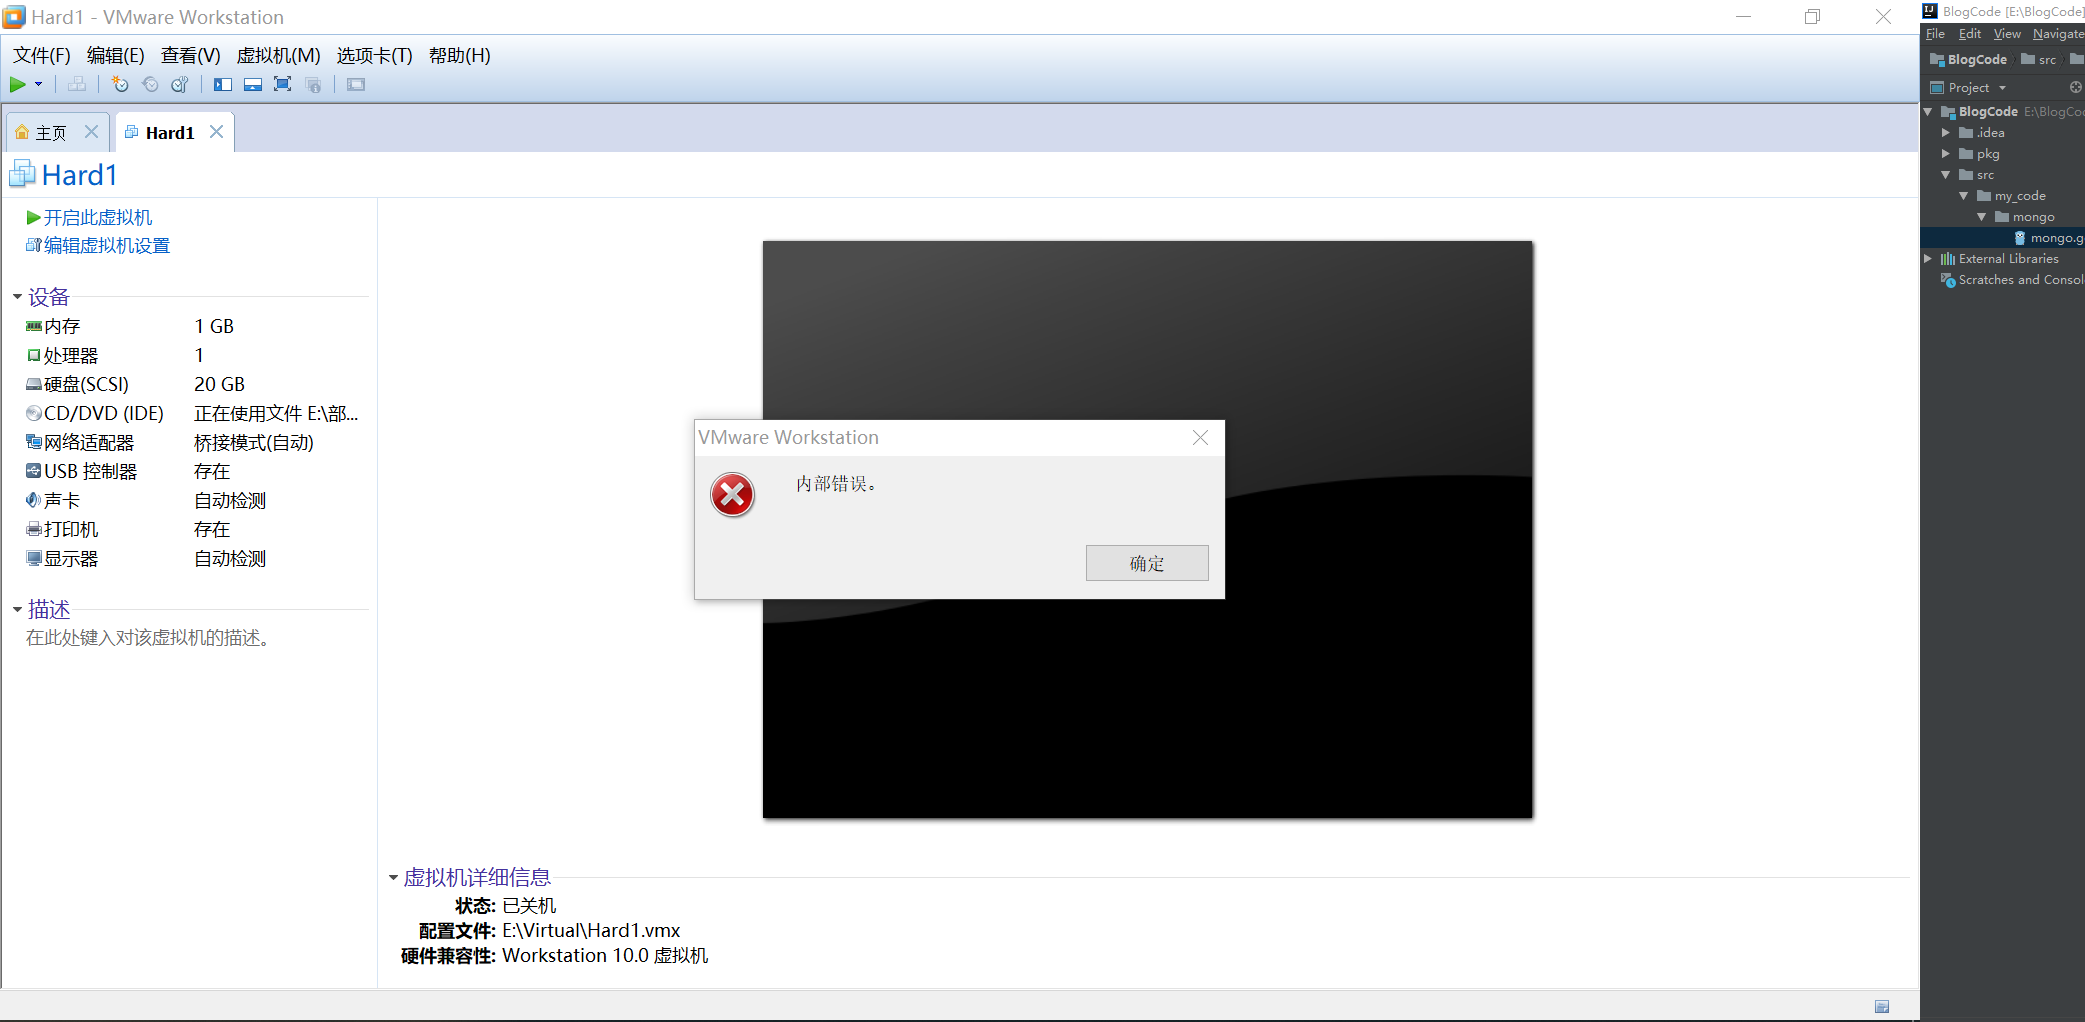 Hard1 - VMware Workstation
文件(F) 编辑(E) 查看(V) 虚拟机(M) 选项卡(T) 帮助(H)
主页 Hard1
Hard1
开启此虚拟机
编辑虚拟机设置
设备
内存 1 GB
处理器 1
硬盘(SCSI) 20 GB
CD/DVD (IDE) 正在使用文件 E:\部...
网络适配器 桥接模式(自动)
USB 控制器 存在
声卡 自动检测
打印机 存在
显示器 自动检测
描述
在此处键入对该虚拟机的描述。
VMware Workstation
内部错误。
确定
虚拟机详细信息
状态: 已关机
配置文件: E:\Virtual\Hard1.vmx
硬件兼容性: Workstation 10.0 虚拟机
BlogCode [E:\BlogCode]
File Edit View Navigate
BlogCode src
Project
BlogCode E:\BlogCo
.idea
pkg
src
my_code
mongo
mongo.g
External Libraries
Scratches and Consol